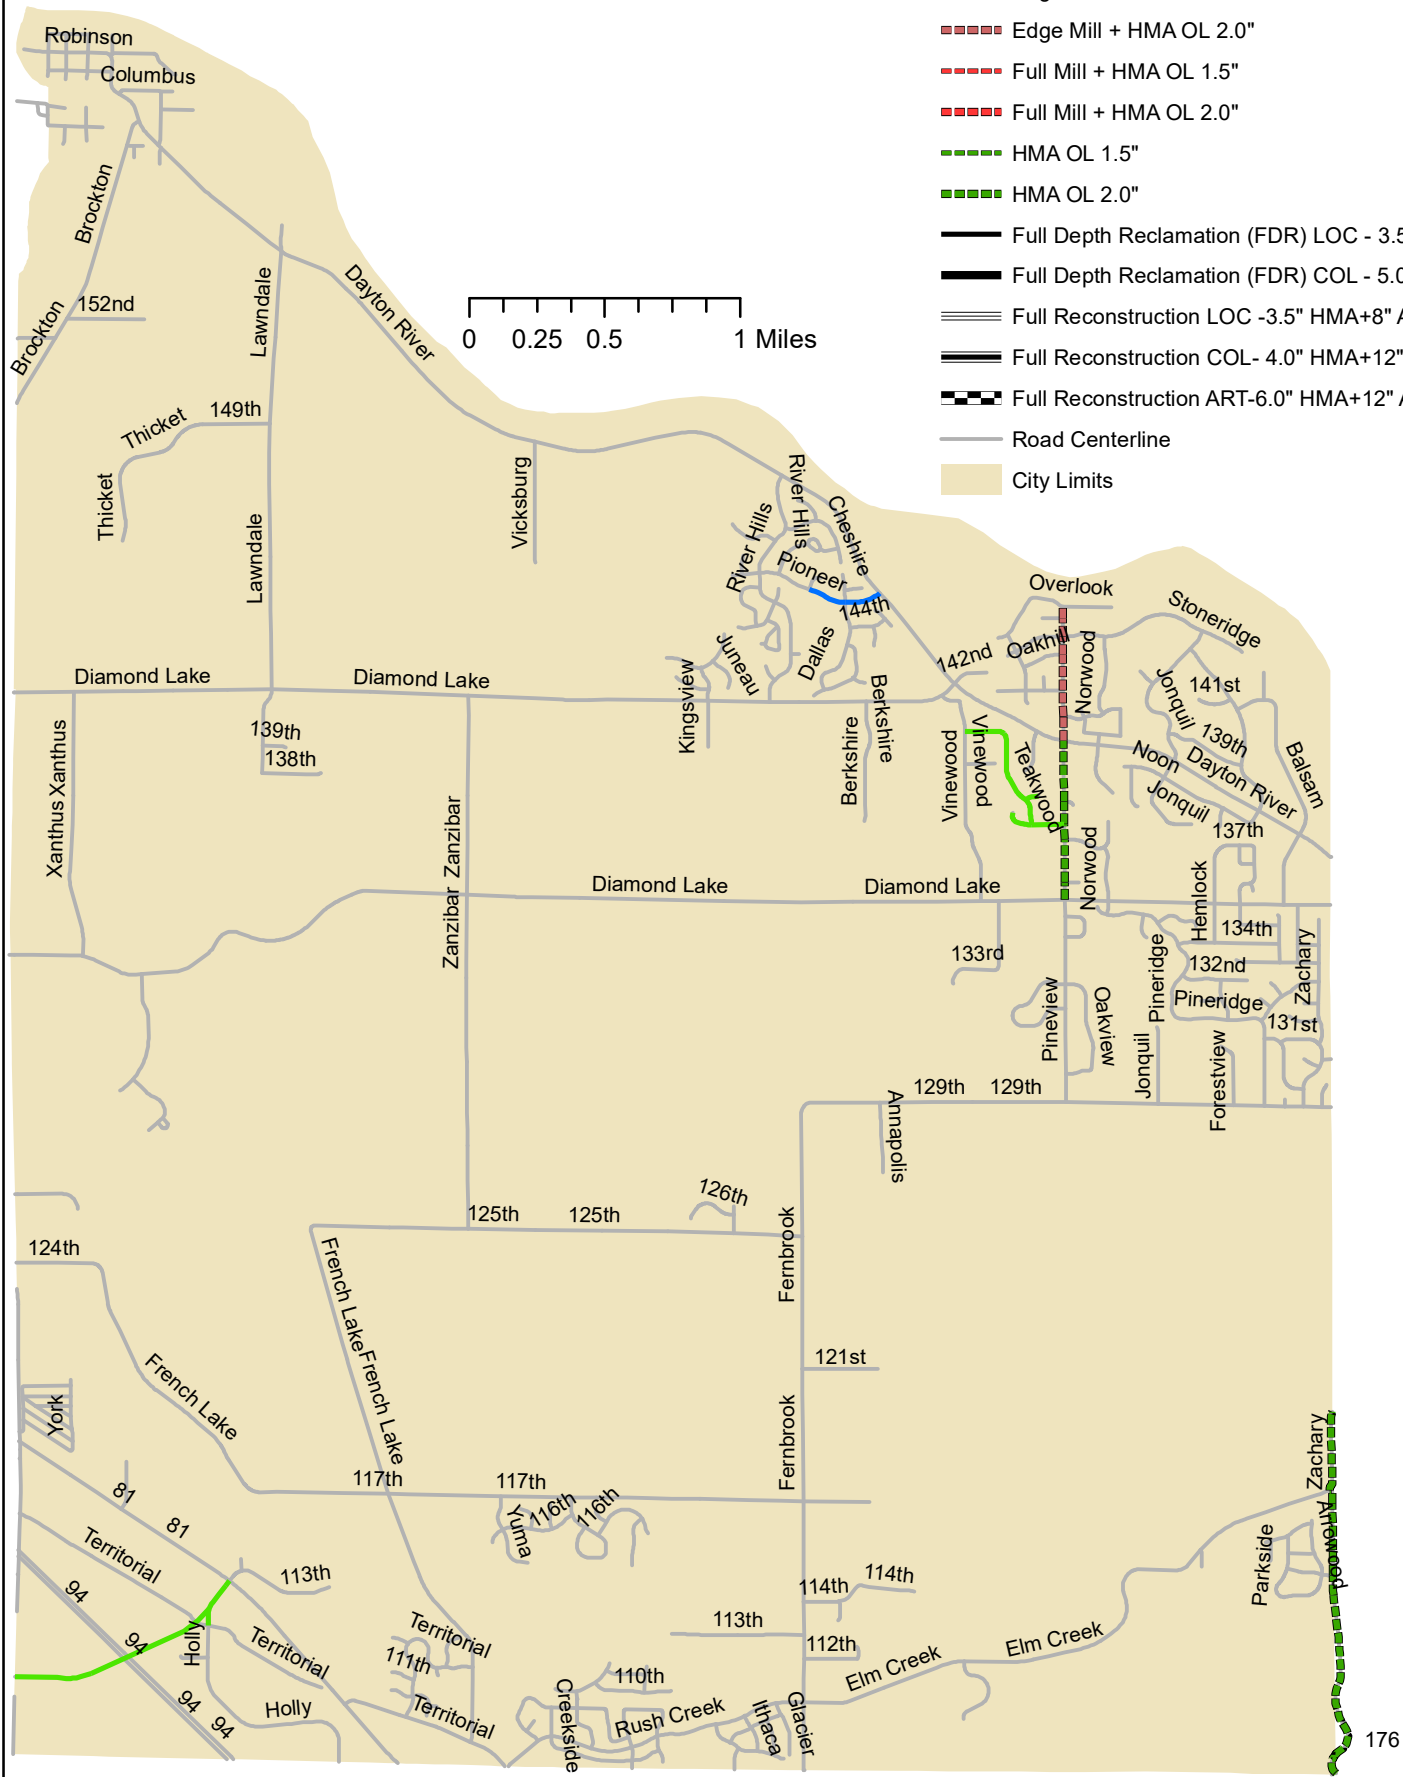 Edge Mill + HMA OL 2.0"
Full Mill + HMA OL 1.5"
Full Mill + HMA OL 2.0"
HMA OL 1.5"
HMA OL 2.0"
Full Depth Reclamation (FDR) LOC - 3.5
Full Depth Reclamation (FDR) COL - 5.0
Full Reconstruction LOC -3.5" HMA+8" A
Full Reconstruction COL- 4.0" HMA+12"
Full Reconstruction ART-6.0" HMA+12" A
Road Centerline
City Limits
0 0.25 0.5 1 Miles
Robinson
Columbus
Brockton
Brockton
152nd
Lawndale
Dayton River
149th
Thicket
Thicket
Lawndale
Vicksburg
River Hills
River Hills
Cheshire
Pioneer
144th
Overlook
Stoneridge
Juneau
Dallas
142nd
Oakhill
Norwood
Kingsview
Diamond Lake
Diamond Lake
Berkshire
Berkshire
Jonquil
141st
139th
Xanthus
Xanthus
139th
138th
Vinewood
Vinewood
Teakwood
Noon
Dayton River
Balsam
Jonquil
137th
Zanzibar
Zanzibar
Diamond Lake
Diamond Lake
Norwood
Hemlock
134th
133rd
Pineridge
132nd
Zachary
Pineview
Oakview
Pineridge
131st
Jonquil
Forestview
129th
129th
Annapolis
126th
125th
125th
124th
Fernbrook
French Lake
French Lake
121st
French Lake
York
Fernbrook
Zachary
117th
117th
81
81
116th
116th
Yuma
Arrowood
Parkside
Territorial
94
113th
114th
114th
94
Holly
Territorial
Territorial
113th
112th
Elm Creek
111th
Elm Creek
110th
94
94
Holly
Territorial
Creekside
Rush Creek
Ithaca
Glacier
176